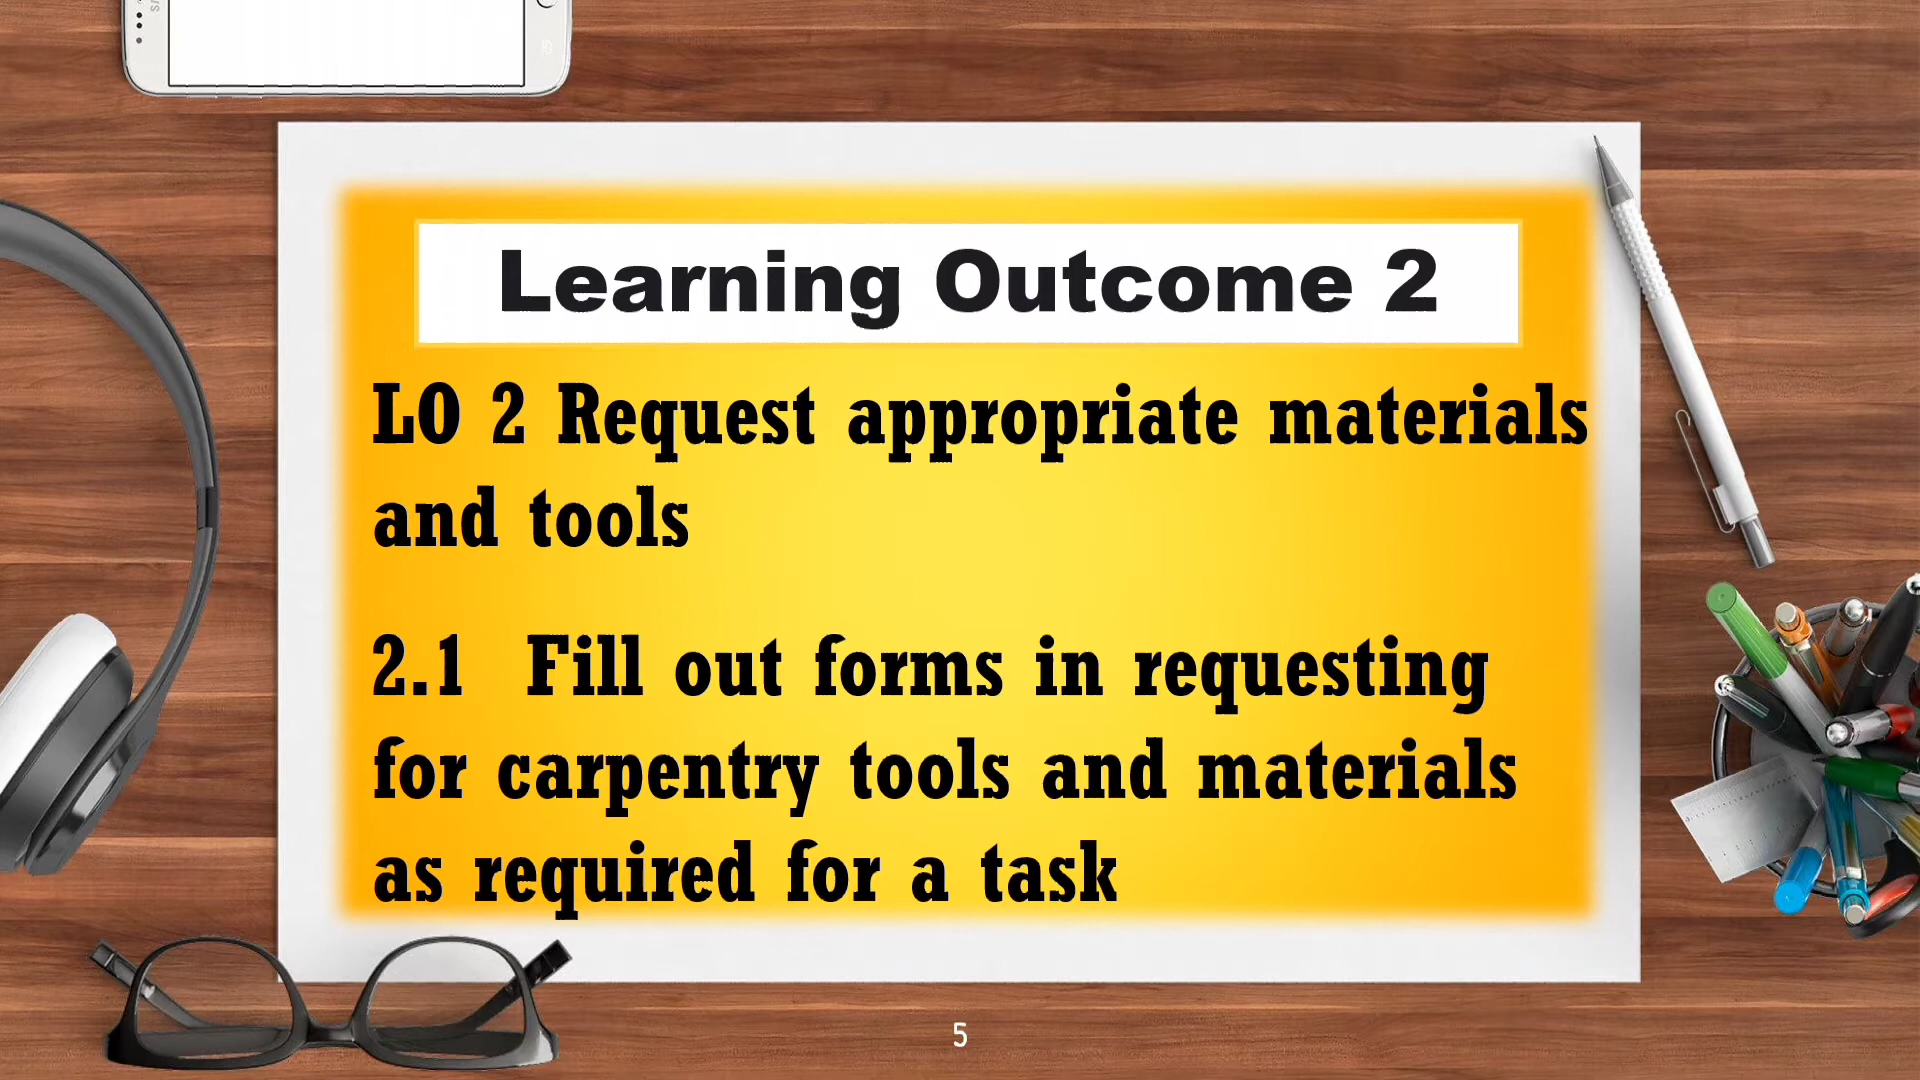 Learning Outcome 2
LO 2 Request appropriate materials
and tools
2.1 Fill out forms in requesting
for carpentry tools and materials
as required for a task
5